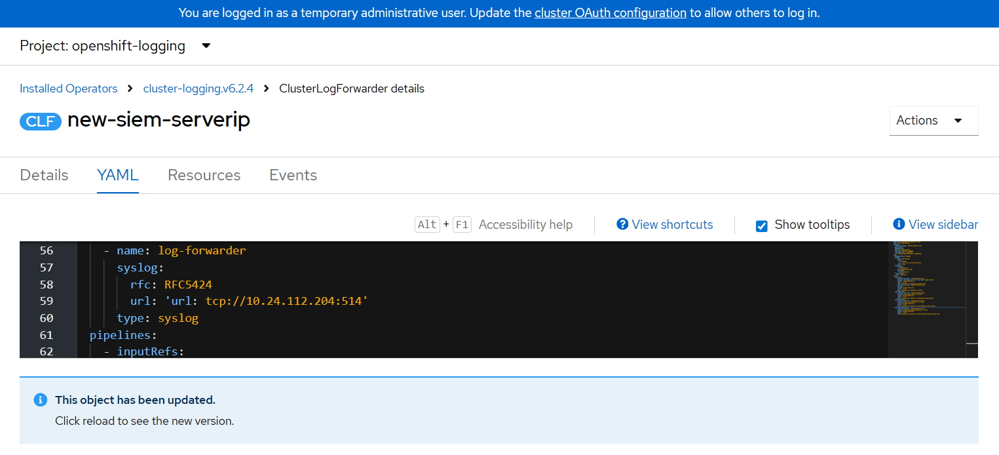 You are logged in as a temporary administrative user. Update the cluster OAuth configuration to allow others to log in.
Project: openshift-logging
Installed Operators > cluster-logging.v6.2.4 > ClusterLogForwarder details
CLF new-siem-serverip
Actions
Details YAML Resources Events
Alt + F1 Accessibility help View shortcuts Show tooltips View sidebar
56 - name: log-forwarder
57 syslog:
58 rfc: RFC5424
59 url: 'url: tcp://10.24.112.204:514'
60 type: syslog
61 pipelines:
62 - inputRefs:
This object has been updated.
Click reload to see the new version.